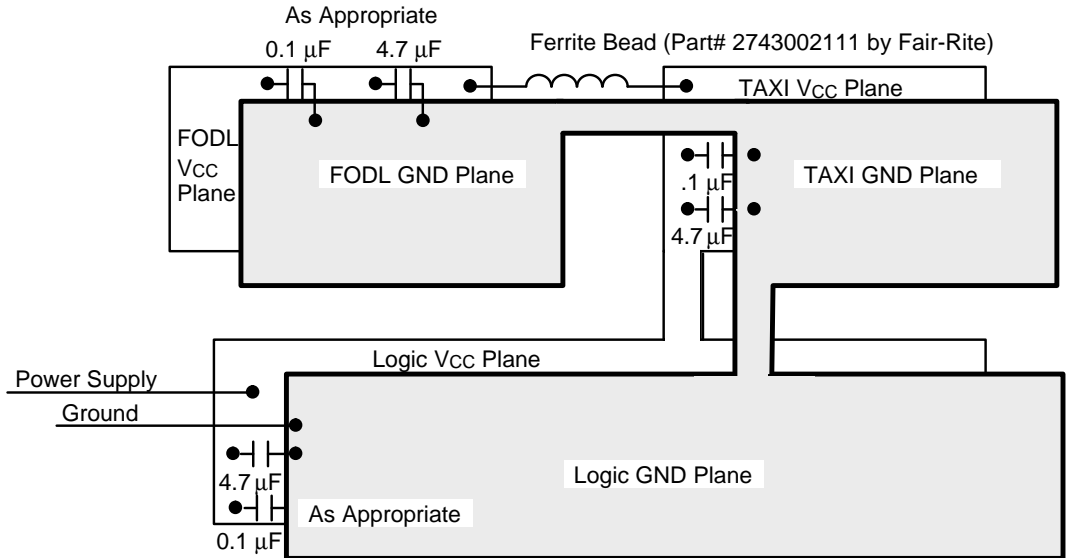 As Appropriate
0.1 μF
4.7 μF
Ferrite Bead (Part# 2743002111 by Fair-Rite)
TAXI VCC Plane
FODL
VCC
Plane
FODL GND Plane
TAXI GND Plane
.1 μF
4.7 μF
Logic VCC Plane
Power Supply
Ground
4.7 μF
Logic GND Plane
As Appropriate
0.1 μF